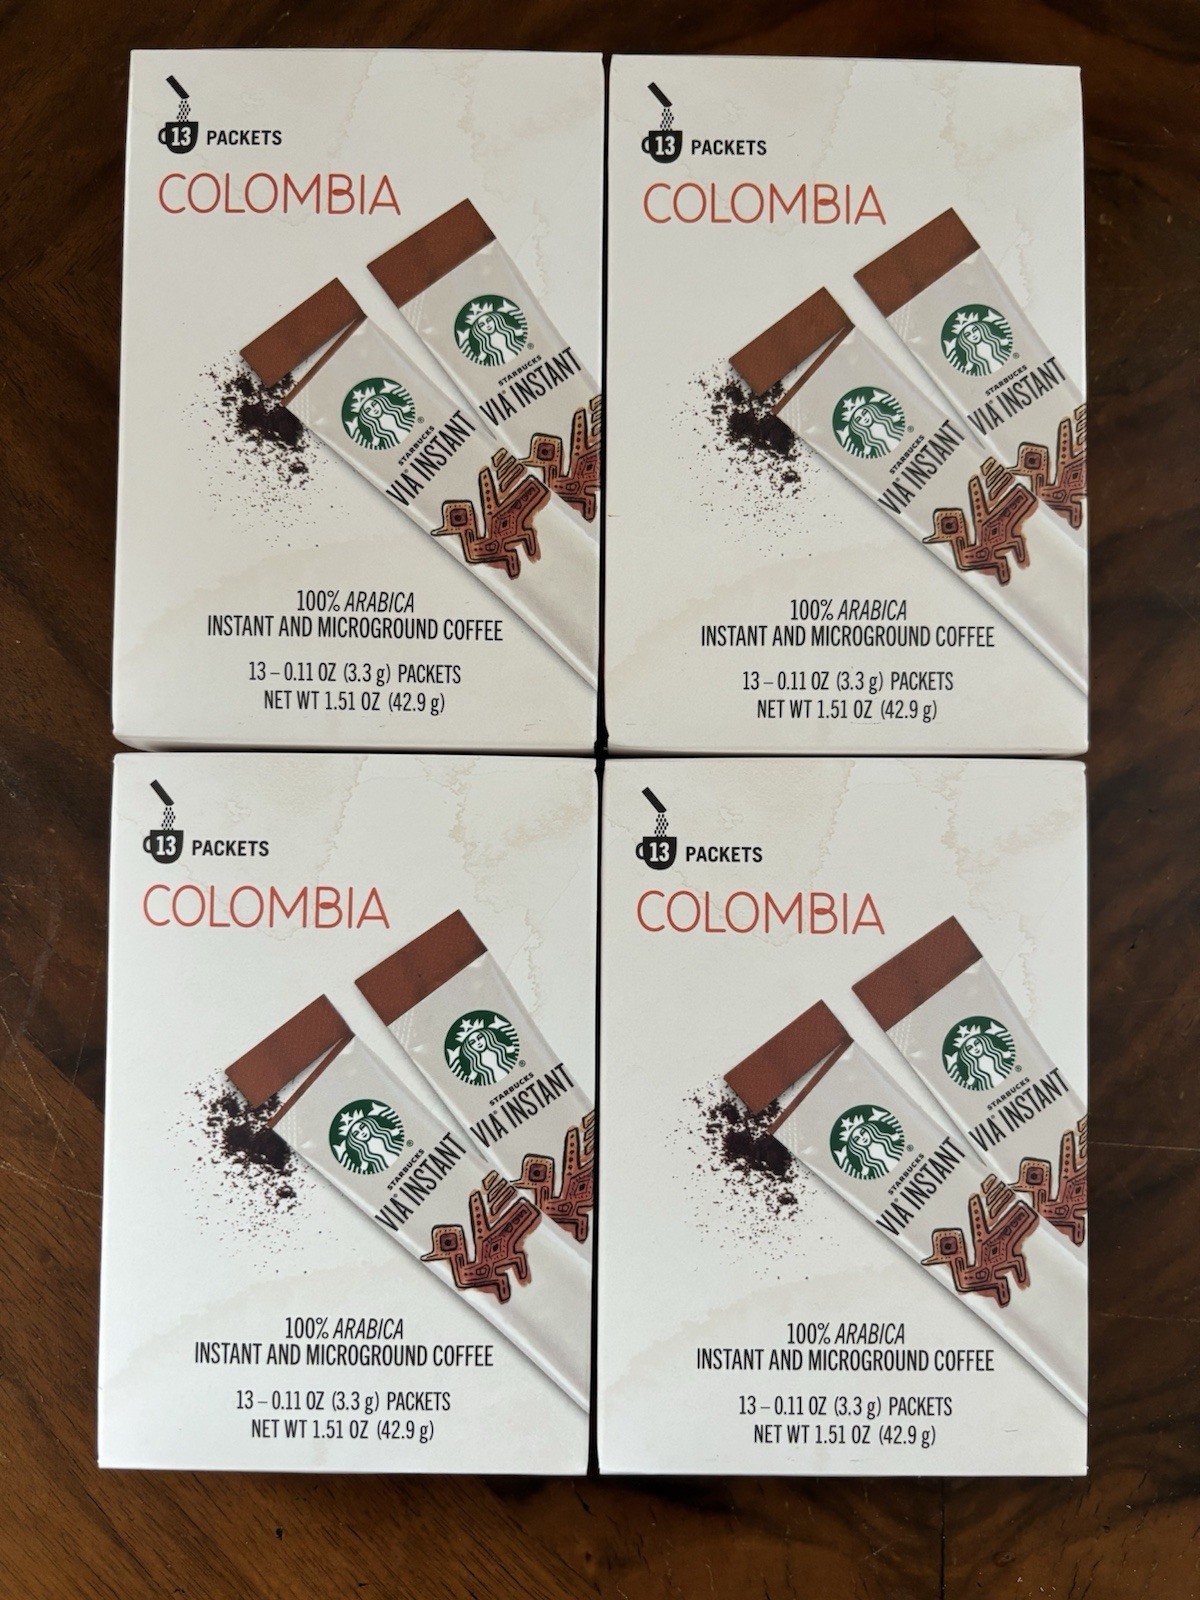 13 PACKETS
COLOMBIA
STARBUCKS
VIA® INSTANT
STARBUCKS
VIA® INSTANT
100% ARABICA
INSTANT AND MICROGROUND COFFEE
13 – 0.11 OZ (3.3 g) PACKETS
NET WT 1.51 OZ (42.9 g)
13 PACKETS
COLOMBIA
STARBUCKS
VIA® INSTANT
STARBUCKS
VIA® INSTANT
100% ARABICA
INSTANT AND MICROGROUND COFFEE
13 – 0.11 OZ (3.3 g) PACKETS
NET WT 1.51 OZ (42.9 g)
13 PACKETS
COLOMBIA
STARBUCKS
VIA® INSTANT
STARBUCKS
VIA® INSTANT
100% ARABICA
INSTANT AND MICROGROUND COFFEE
13 – 0.11 OZ (3.3 g) PACKETS
NET WT 1.51 OZ (42.9 g)
13 PACKETS
COLOMBIA
STARBUCKS
VIA® INSTANT
STARBUCKS
VIA® INSTANT
100% ARABICA
INSTANT AND MICROGROUND COFFEE
13 – 0.11 OZ (3.3 g) PACKETS
NET WT 1.51 OZ (42.9 g)